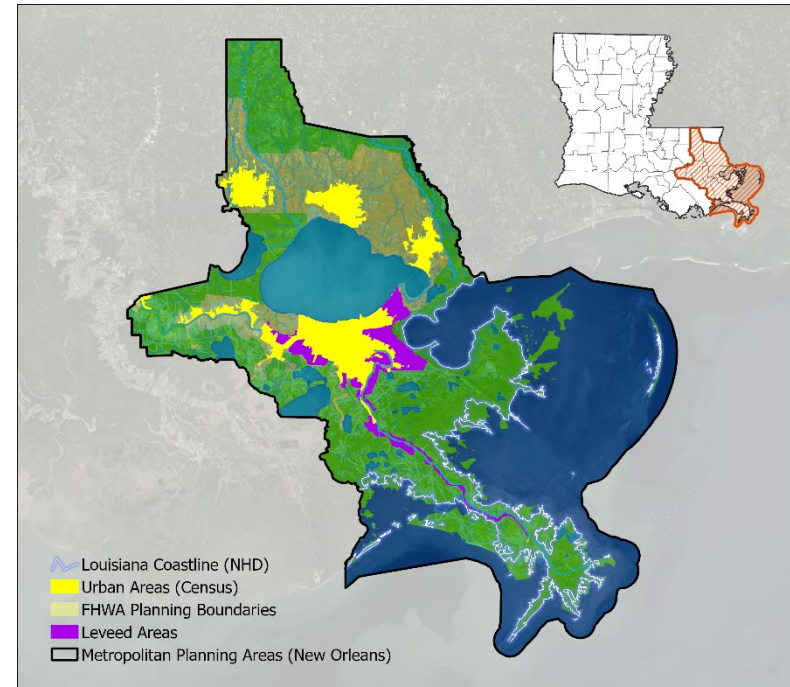 Louisiana Coastline (NHD)
Urban Areas (Census)
FHWA Planning Boundaries
Leveed Areas
Metropolitan Planning Areas (New Orleans)